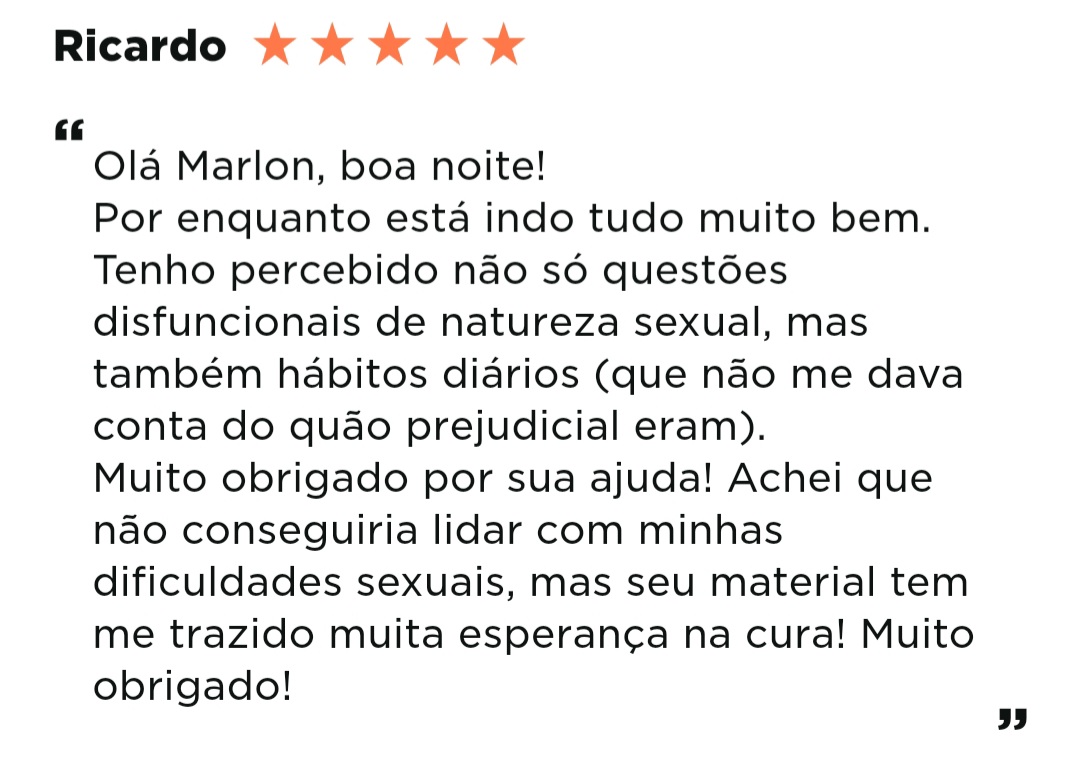 Ricardo ★★★★★
“
Olá Marlon, boa noite!
Por enquanto está indo tudo muito bem.
Tenho percebido não só questões
disfuncionais de natureza sexual, mas
também hábitos diários (que não me dava
conta do quão prejudicial eram).
Muito obrigado por sua ajuda! Achei que
não conseguiria lidar com minhas
dificuldades sexuais, mas seu material tem
me trazido muita esperança na cura! Muito
obrigado!
”